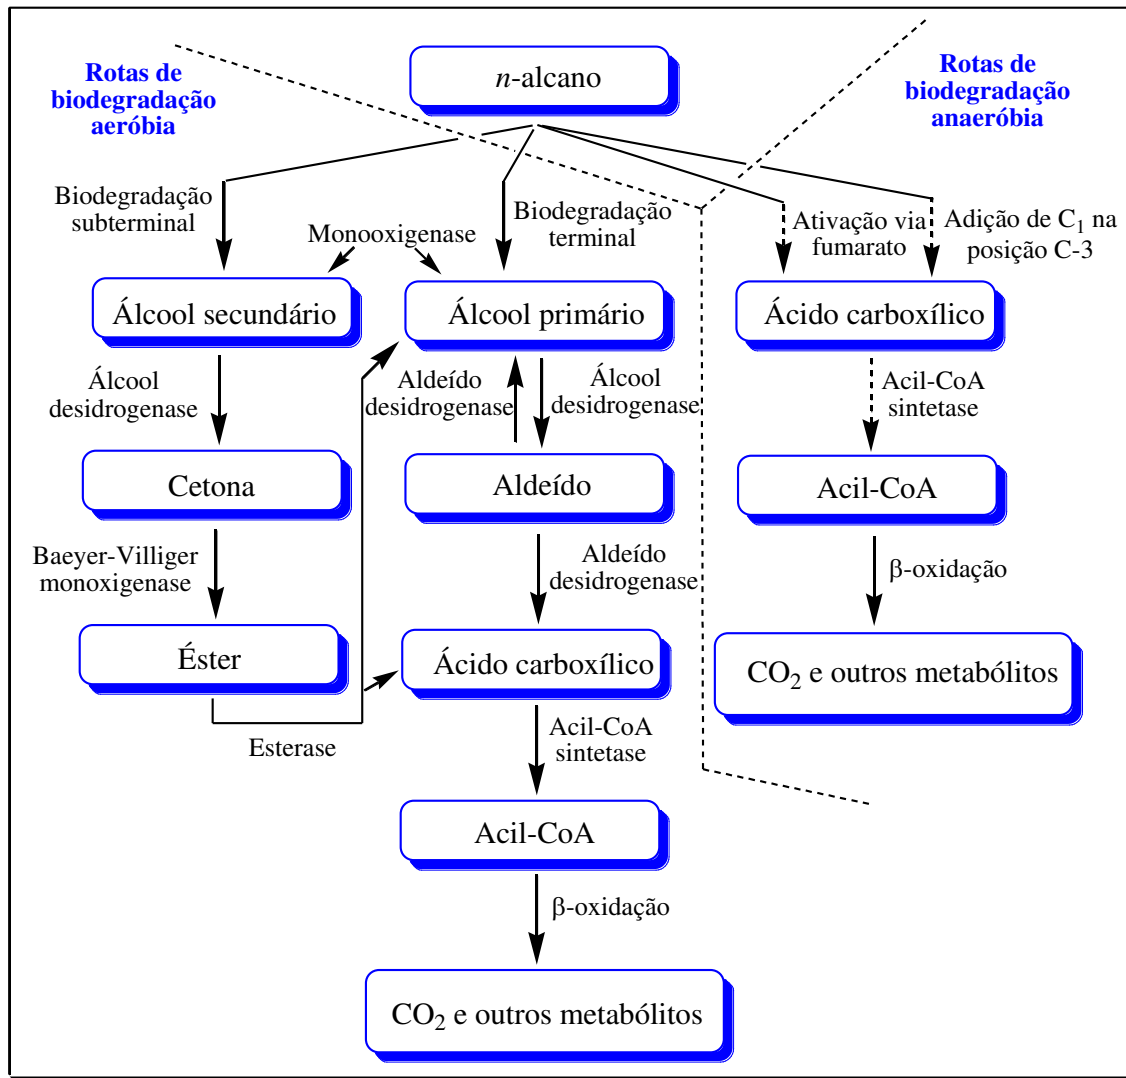 Rotas de
biodegradação
aeróbia
n-alcano
Rotas de
biodegradação
anaeróbia
Biodegradação
subterminal
Monooxigenase
Biodegradação
terminal
Ativação via
fumarato
Adição de C₁ na
posição C-3
Álcool secundário
Álcool primário
Ácido carboxílico
Álcool
desidrogenase
Aldeído
desidrogenase
Álcool
desidrogenase
Acil-CoA
sintetase
Cetona
Aldeído
Acil-CoA
Baeyer-Villiger
monoxigenase
Aldeído
desidrogenase
β-oxidação
Éster
Ácido carboxílico
CO₂ e outros metabólitos
Esterase
Acil-CoA
sintetase
Acil-CoA
β-oxidação
CO₂ e outros metabólitos